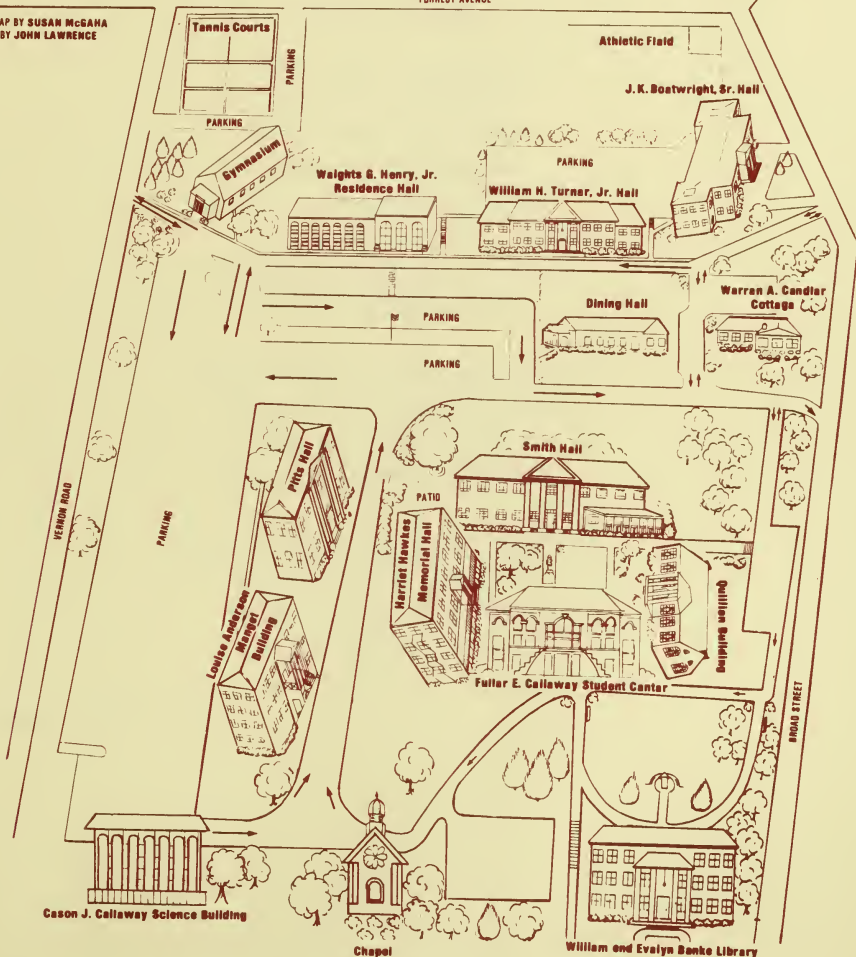 FORREST AVENUE
AP BY SUSAN McGAHA
BY JOHN LAWRENCE
Tennis Courts
PARKING
Athletic Field
J. K. Boatwright, Sr. Hall
PARKING
Gymnasium
PARKING
Waights G. Henry, Jr.
Residence Hall
William H. Turner, Jr. Hall
Warren A. Candler
Cottage
Dining Hall
PARKING
PARKING
Pitts Hall
Smith Hall
PATIO
VERNON ROAD
PARKING
Harriet Hawkes
Memorial Hall
Louise Anderson
Manget
Building
Quillian Building
Fuller E. Callaway Student Center
BROAD STREET
Cason J. Callaway Science Building
Chapel
William and Evelyn Banks Library